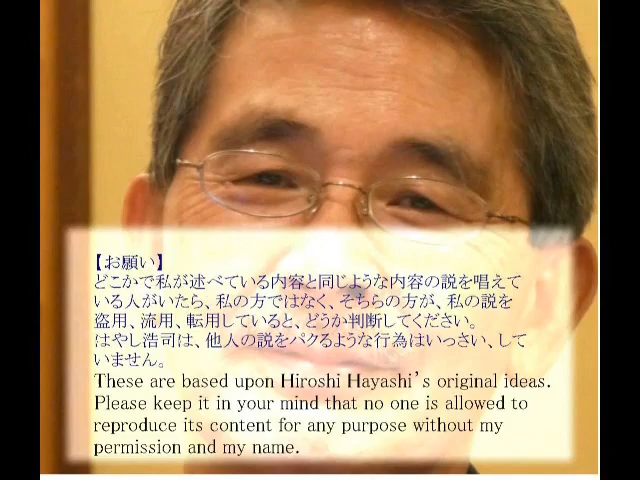 【お願い】
どこかで私が述べている内容と同じような内容の説を唱えて
いる人がいたら、私の方ではなく、そちらの方が、私の説を
盗用、流用、転用していると、どうか判断してください。
はやし浩司は、他人の説をパクるような行為はいっさい、して
いません。
These are based upon Hiroshi Hayashi's original ideas.
Please keep it in your mind that no one is allowed to
reproduce its content for any purpose without my
permission and my name.